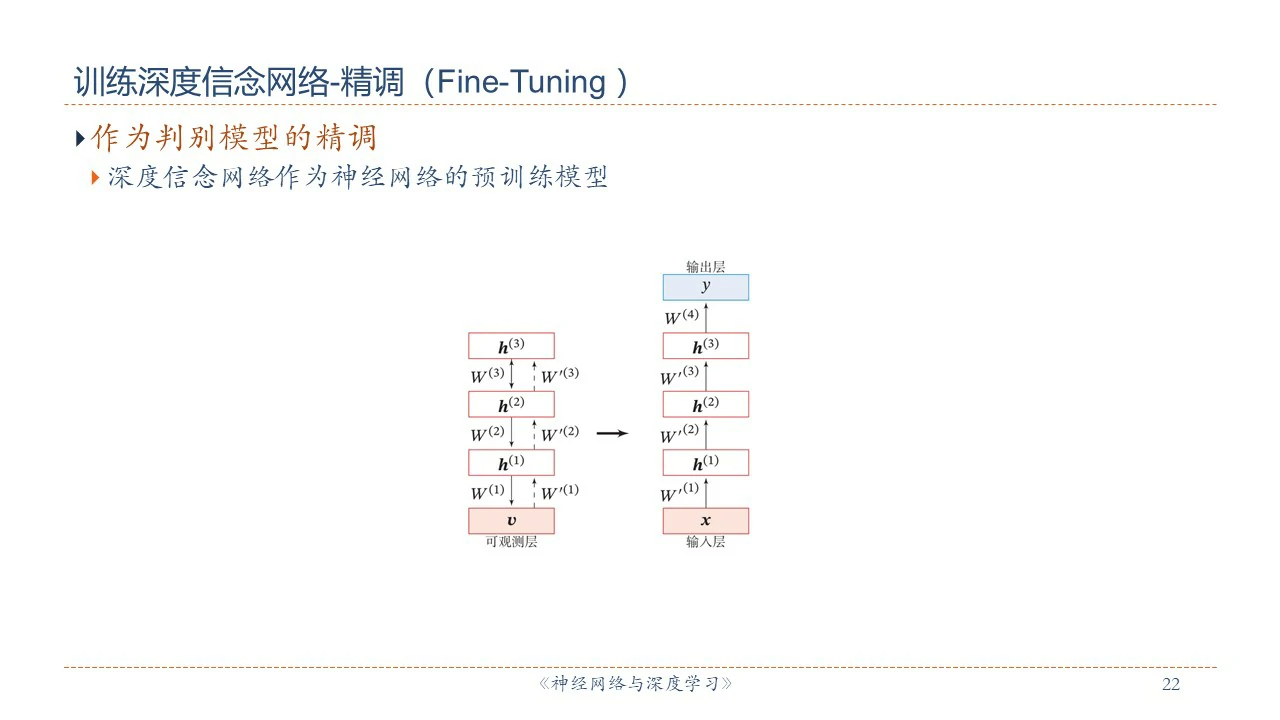 训练深度信念网络-精调（Fine-Tuning ）
作为判别模型的精调
深度信念网络作为神经网络的预训练模型
h(3)
W(3) W′(3)
h(2)
W(2) W′(2)
h(1)
W(1) W′(1)
v
可观测层
输出层
y
W(4)
h(3)
W′(3)
h(2)
W′(2)
h(1)
W′(1)
x
输入层
《神经网络与深度学习》
22